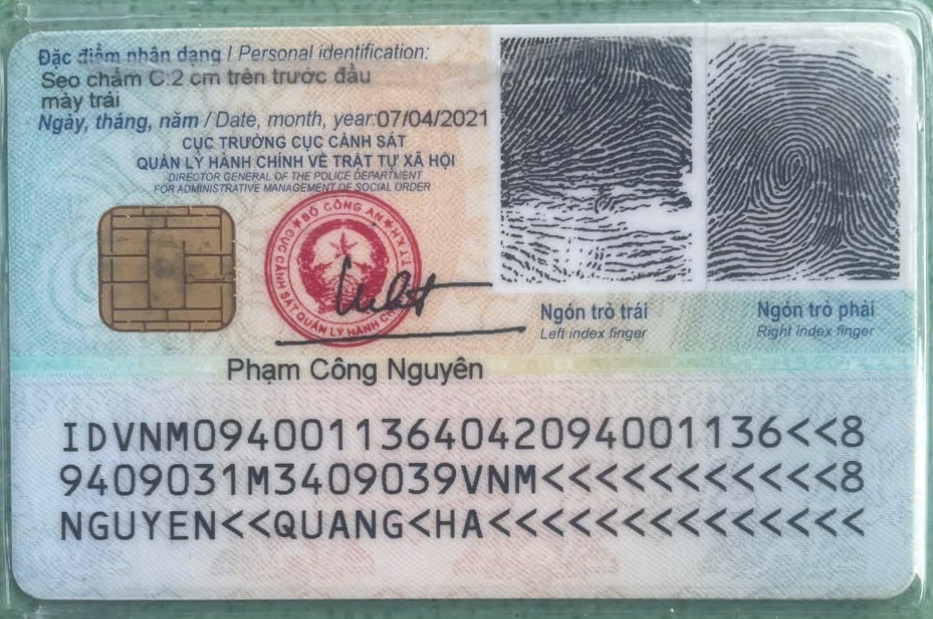 Đặc điểm nhân dạng / Personal identification:
Sẹo chấm C:2 cm trên trước đầu
mày trái
Ngày, tháng, năm / Date, month, year:07/04/2021
CỤC TRƯỞNG CỤC CẢNH SÁT
QUẢN LÝ HÀNH CHÍNH VỀ TRẬT TỰ XÃ HỘI
DIRECTOR GENERAL OF THE POLICE DEPARTMENT
FOR ADMINISTRATIVE MANAGEMENT OF SOCIAL ORDER
BỘ CÔNG AN
CỤC CẢNH SÁT QUẢN LÝ HÀNH
Phạm Công Nguyên
Ngón trỏ trái
Left index finger
Ngón trỏ phải
Right index finger
IDVNM0940011364042094001136<<8
9409031M3409039VNM<<<<<<<<<<<8
NGUYEN<<QUANG<HA<<<<<<<<<<<<<<